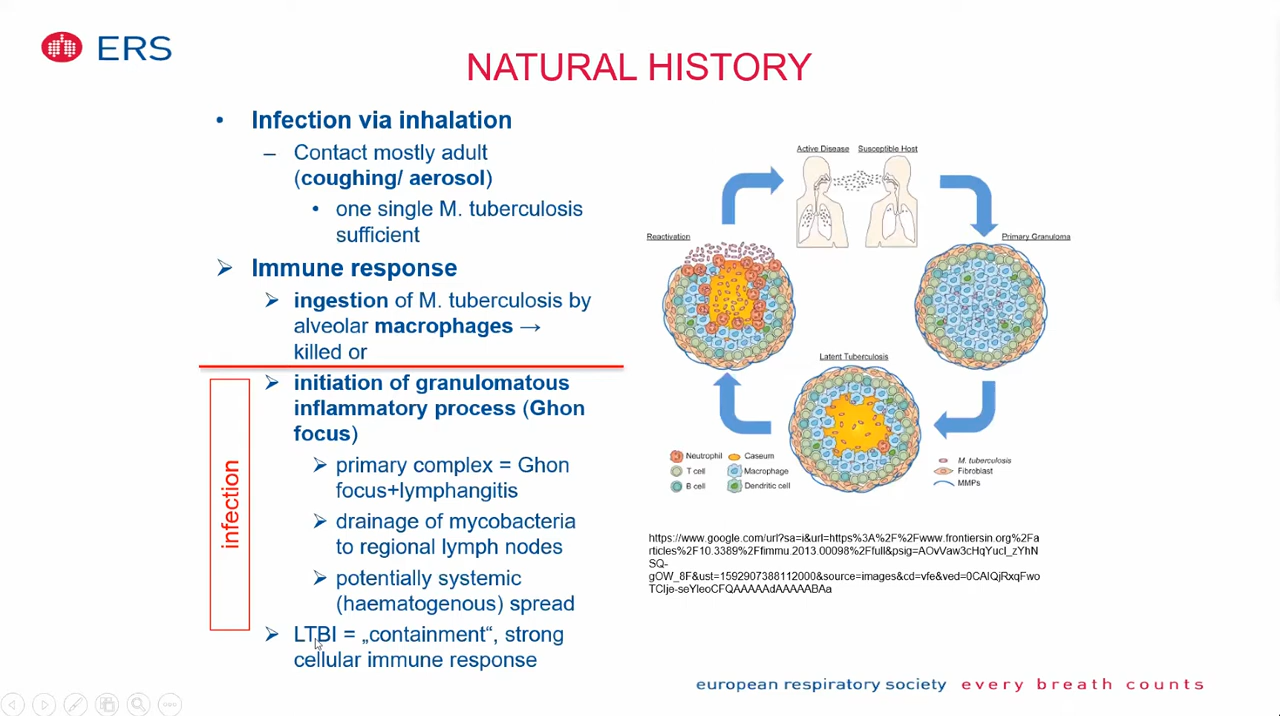 ERS
NATURAL HISTORY
• Infection via inhalation
– Contact mostly adult
(coughing/ aerosol)
• one single M. tuberculosis
sufficient
➢ Immune response
➢ ingestion of M. tuberculosis by
alveolar macrophages →
killed or
➢ initiation of granulomatous
inflammatory process (Ghon
focus)
➢ primary complex = Ghon
focus+lymphangitis
➢ drainage of mycobacteria
to regional lymph nodes
➢ potentially systemic
(haematogenous) spread
➢ LTBI = „containment“, strong
cellular immune response
infection
Active Disease
Susceptible Host
Reactivation
Primary Granuloma
Latent Tuberculosis
Neutrophil
Caseum
T cell
Macrophage
B cell
Dendritic cell
M. tuberculosis
Fibroblast
MMPs
https://www.google.com/url?sa=i&url=https%3A%2F%2Fwww.frontiersin.org%2Fa
rticles%2F10.3389%2Ffimmu.2013.00098%2Ffull&psig=AOvVaw3cHqYucI_zYhN
SQ-
gOW_8F&ust=1592907388112000&source=images&cd=vfe&ved=0CAIQjRxqFwo
TCIje-seYIeoCFQAAAAAdAAAAABAa
european respiratory society every breath counts